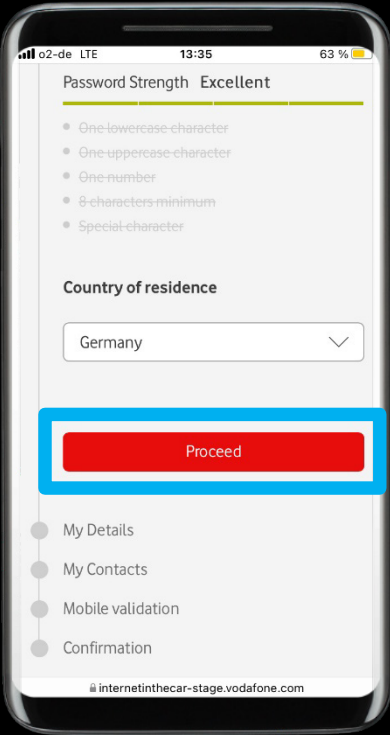 o2-de LTE 13:35 63 %
Password Strength Excellent
One lowercase character
One uppercase character
One number
8 characters minimum
Special character
Country of residence
Germany
Proceed
My Details
My Contacts
Mobile validation
Confirmation
internetinthecar-stage.vodafone.com